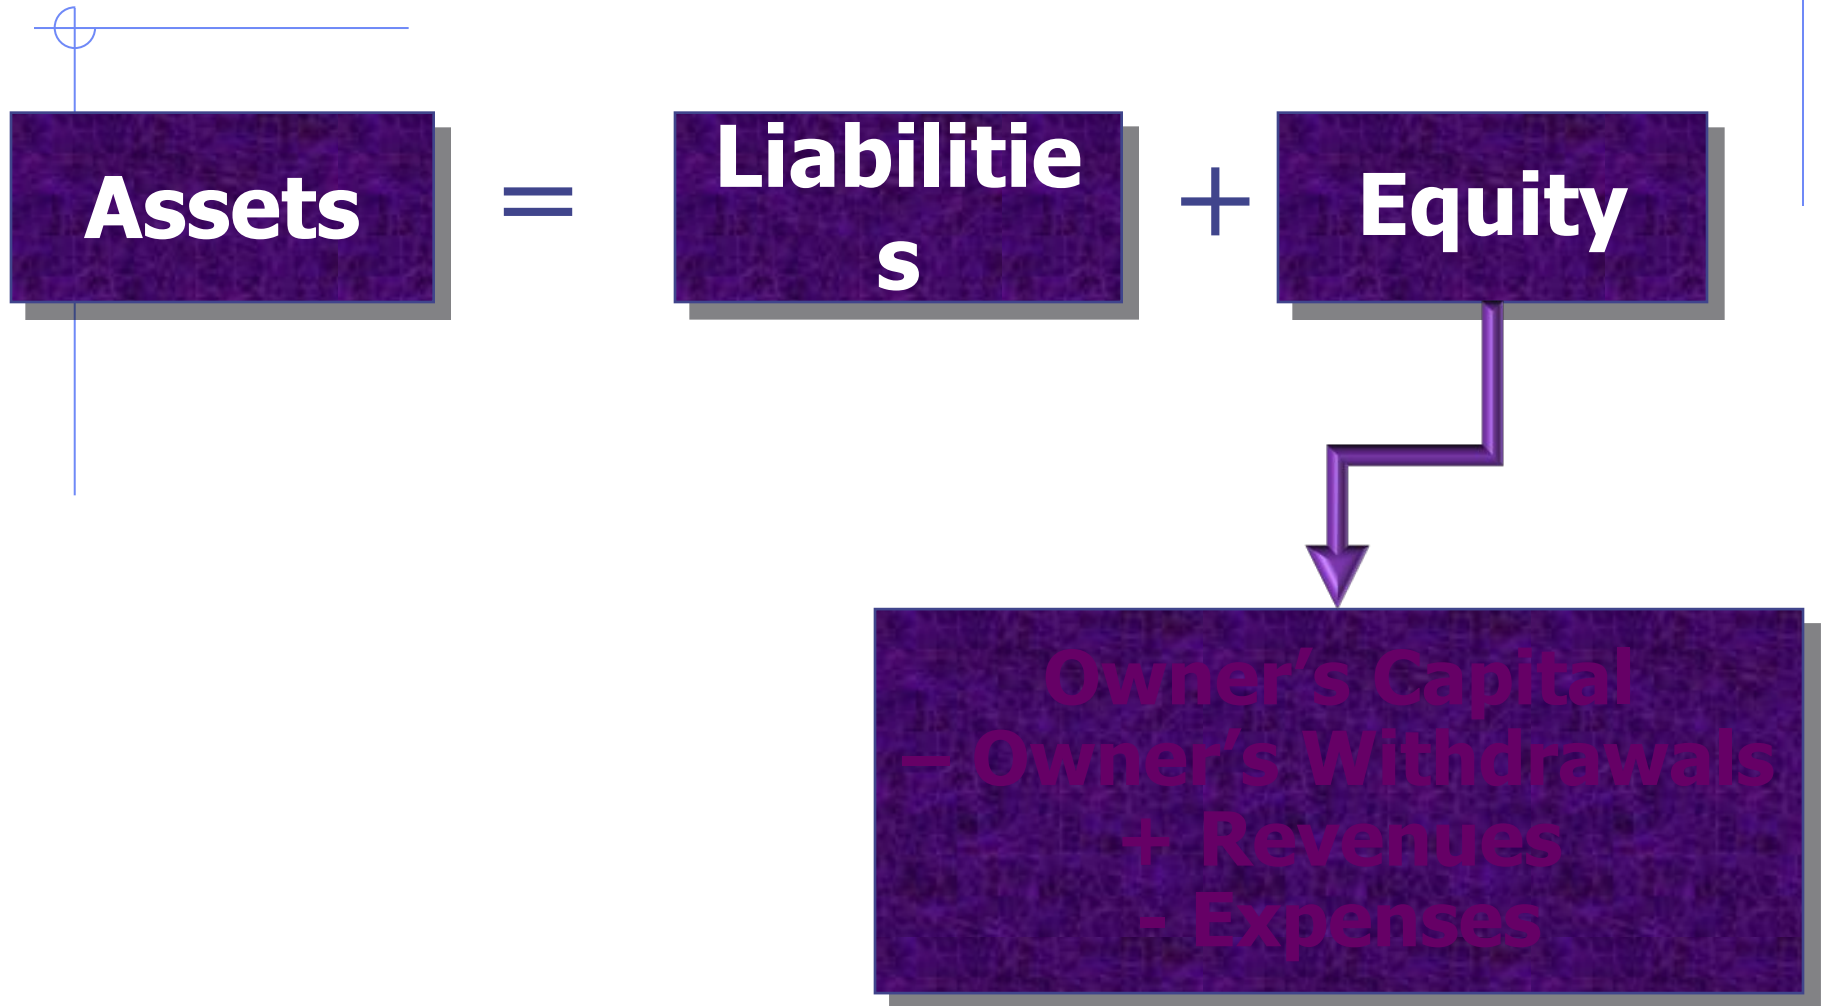 Assets = Liabilitie + Equity
s
Owner’s Capital
– Owner’s Withdrawals
+ Revenues
- Expenses